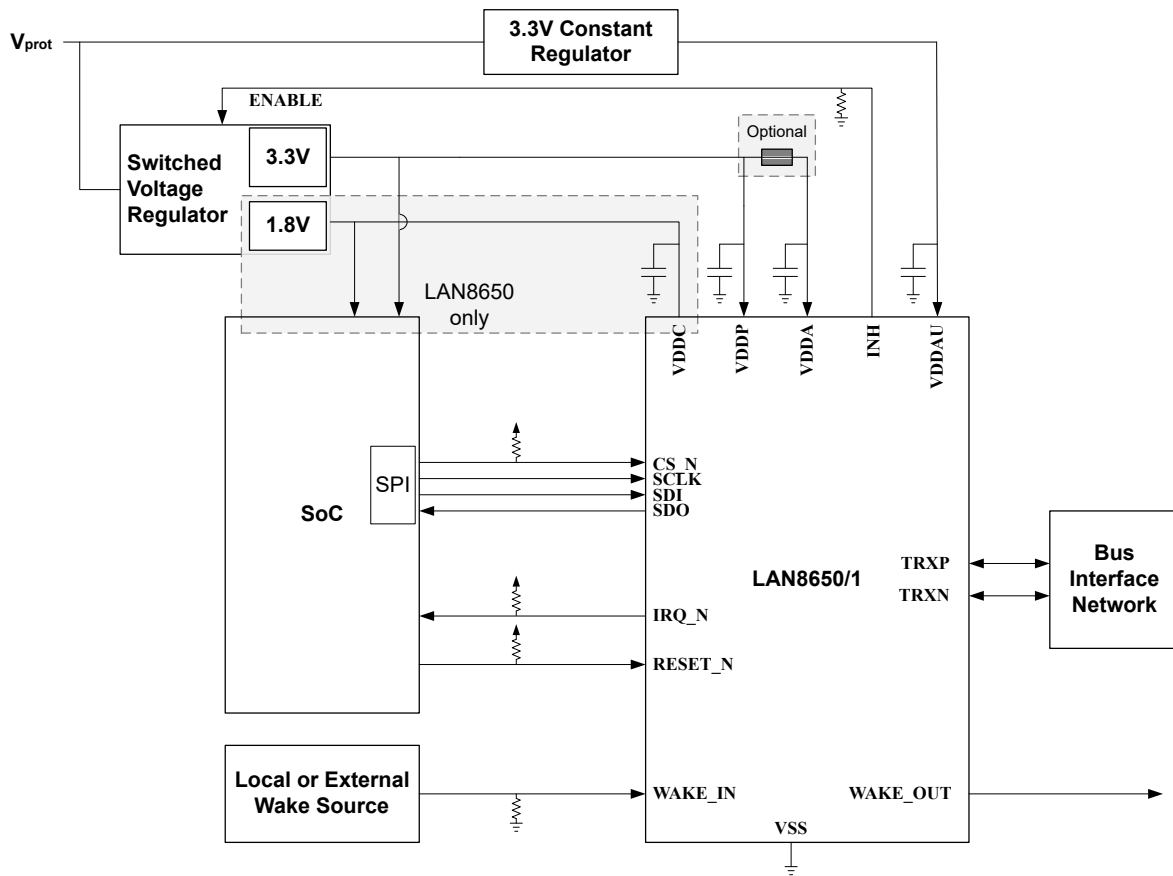 3.3V Constant
Regulator
Vprot
ENABLE
Optional
Switched
Voltage
Regulator
3.3V
1.8V
LAN8650
only
VDDC
VDDP
VDDA
INH
VDDAU
SPI
CS_N
SCLK
SDI
SDO
SoC
Bus
Interface
Network
TRXP
TRXN
LAN8650/1
IRQ_N
RESET_N
Local or External
Wake Source
WAKE_IN
WAKE_OUT
VSS